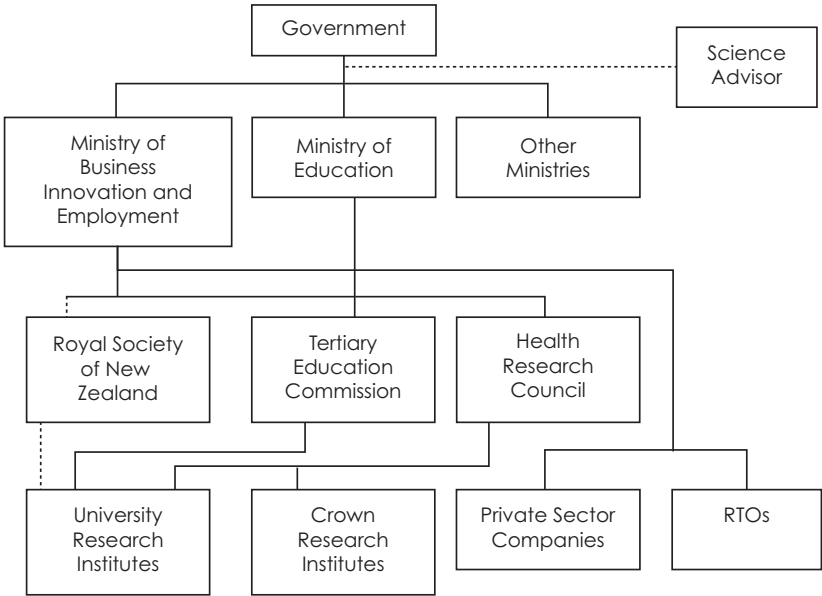 Government
Science
Advisor
Ministry of
Business
Innovation and
Employment
Ministry of
Education
Other
Ministries
Royal Society
of New
Zealand
Tertiary
Education
Commission
Health
Research
Council
University
Research
Institutes
Crown
Research
Institutes
Private Sector
Companies
RTOs